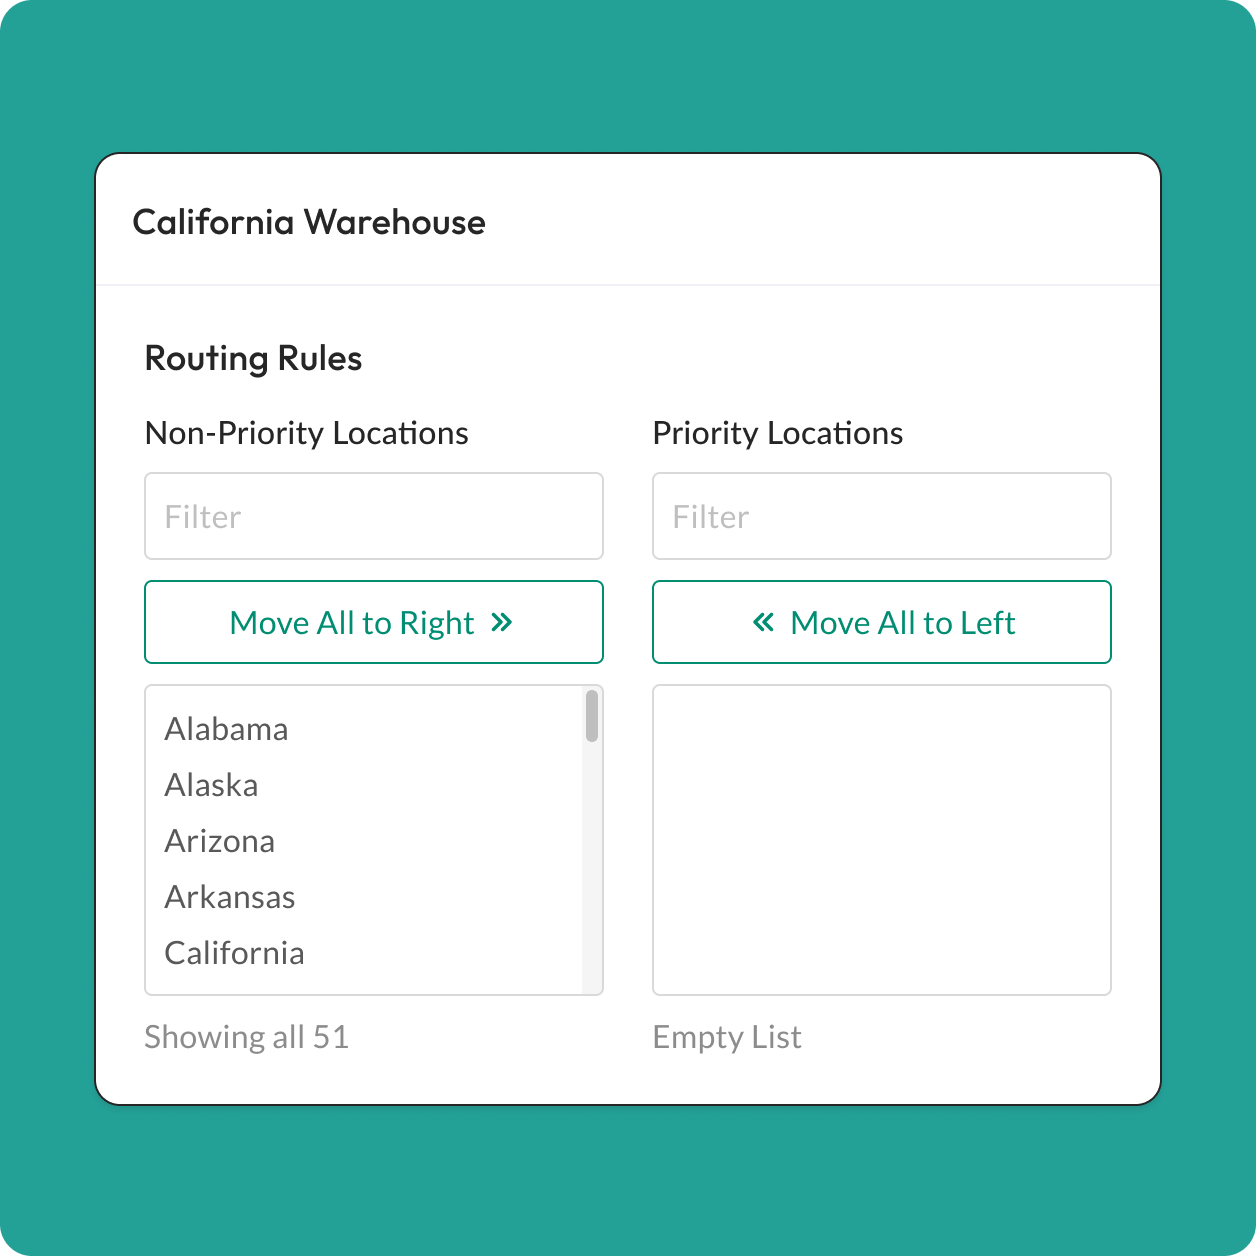 California Warehouse
Routing Rules
Non-Priority Locations
Filter
Move All to Right »
Alabama
Alaska
Arizona
Arkansas
California
Showing all 51
Priority Locations
Filter
« Move All to Left
Empty List